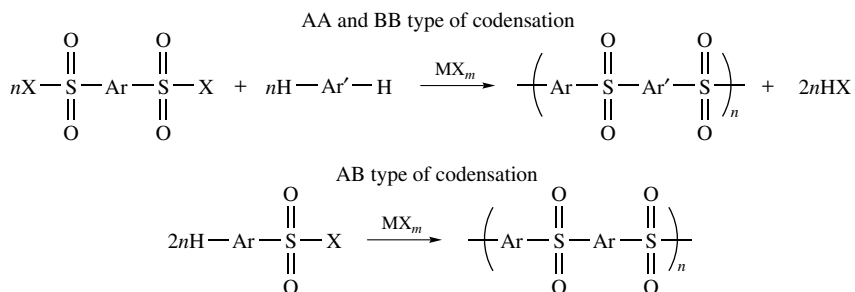 AA and BB type of codensation
O O O O
nX S Ar S X + nH Ar′ H MXm Ar S Ar′ S n + 2nHX
O O O O
AB type of codensation
O O O
2nH Ar S X MXm Ar S Ar S n
O O O